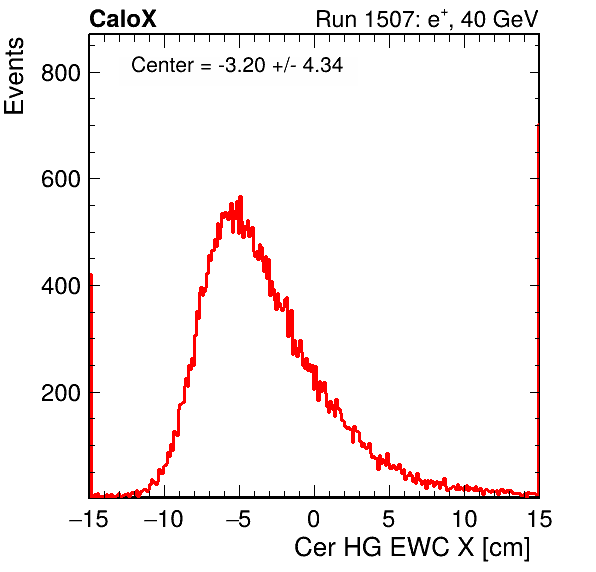 CaloX
Run 1507: e⁺, 40 GeV
Center = -3.20 +/- 4.34
Events
800
600
400
200
−15 −10 −5 0 5 10 15
Cer HG EWC X [cm]